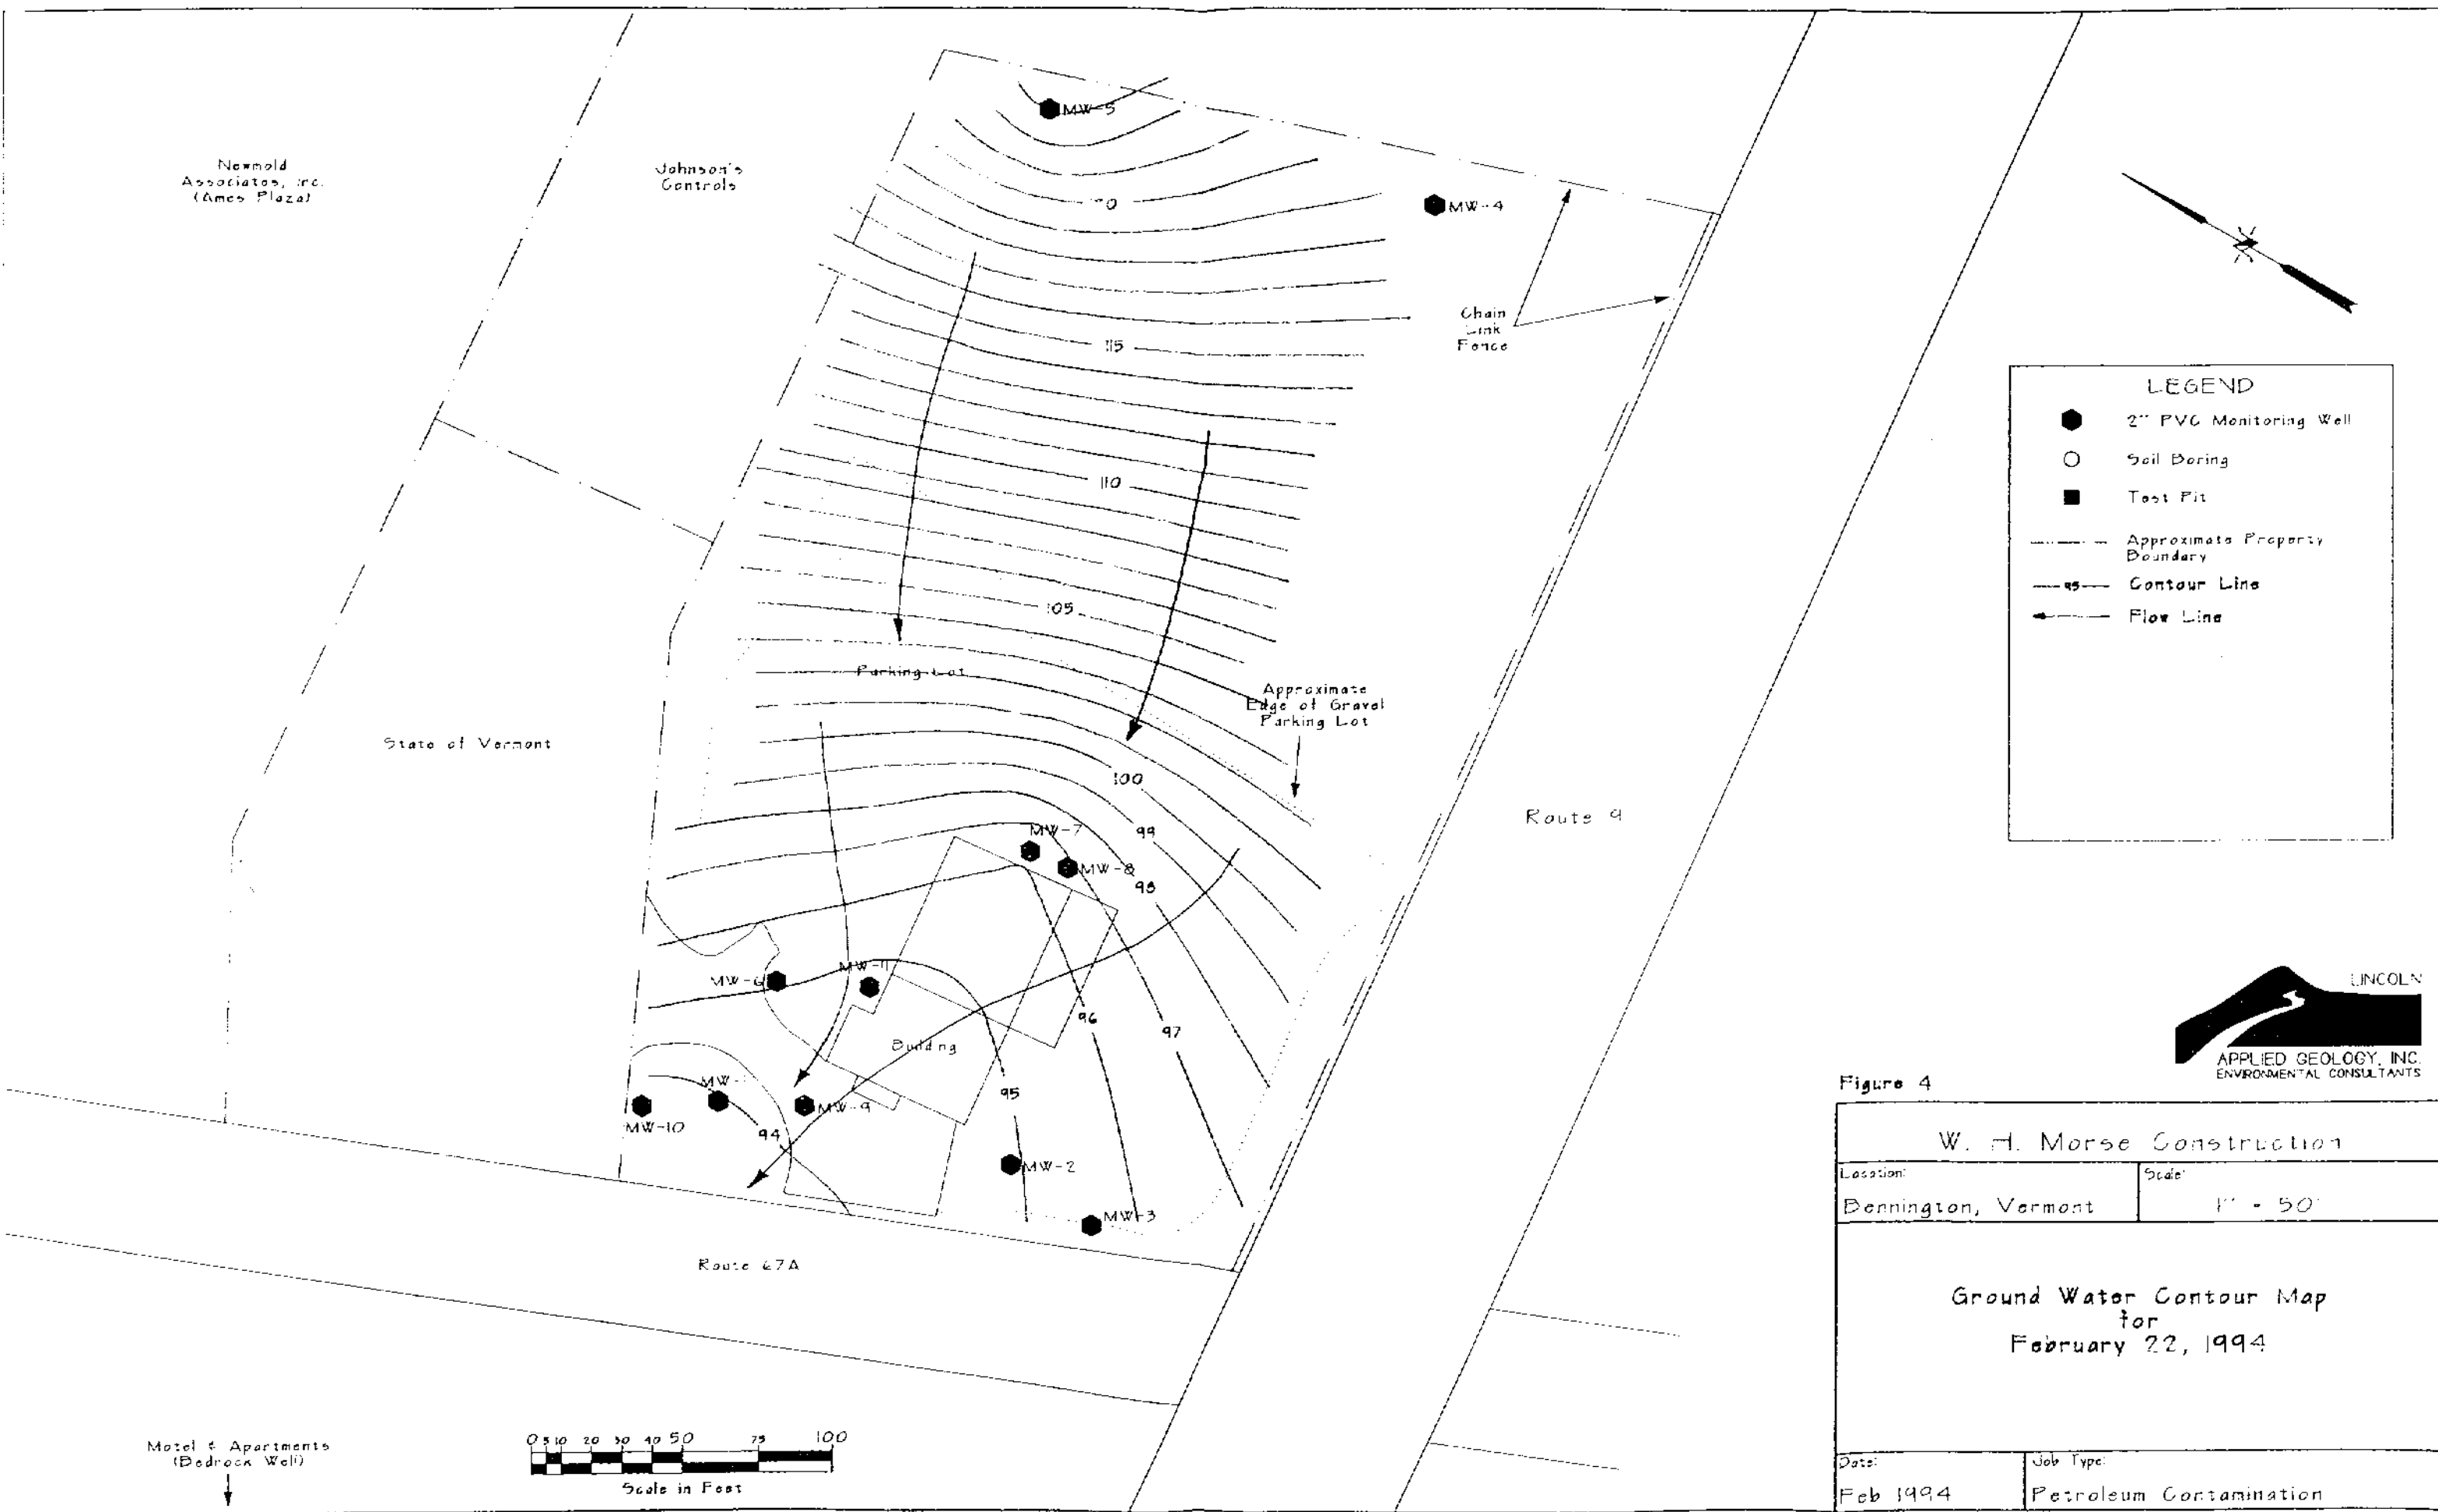 Newmold
Associates, Inc.
(Ames Plaza)
Johnson's
Controls
MW-5
MW-4
Chain
Link
Fence
115
110
105
Parking Lot
Approximate
Edge of Gravel
Parking Lot
State of Vermont
100
99
98
MW-7
MW-8
Route 9
MW-6
MW-11
96
97
Building
95
MW-10
MW-9
94
MW-2
MW-3
Route 67A
Motel & Apartments
(Bedrock Well)
0 5 10 20 30 40 50 75 100
Scale in Feet
LEGEND
2" PVC Monitoring Well
Soil Boring
Test Pit
Approximate Property
Boundary
95 Contour Line
Flow Line
LINCOLN
APPLIED GEOLOGY, INC.
ENVIRONMENTAL CONSULTANTS
Figure 4
W. H. Morse Construction
Location:
Bennington, Vermont
Scale:
1" = 50'
Ground Water Contour Map
for
February 22, 1994
Date:
Feb 1994
Job Type:
Petroleum Contamination